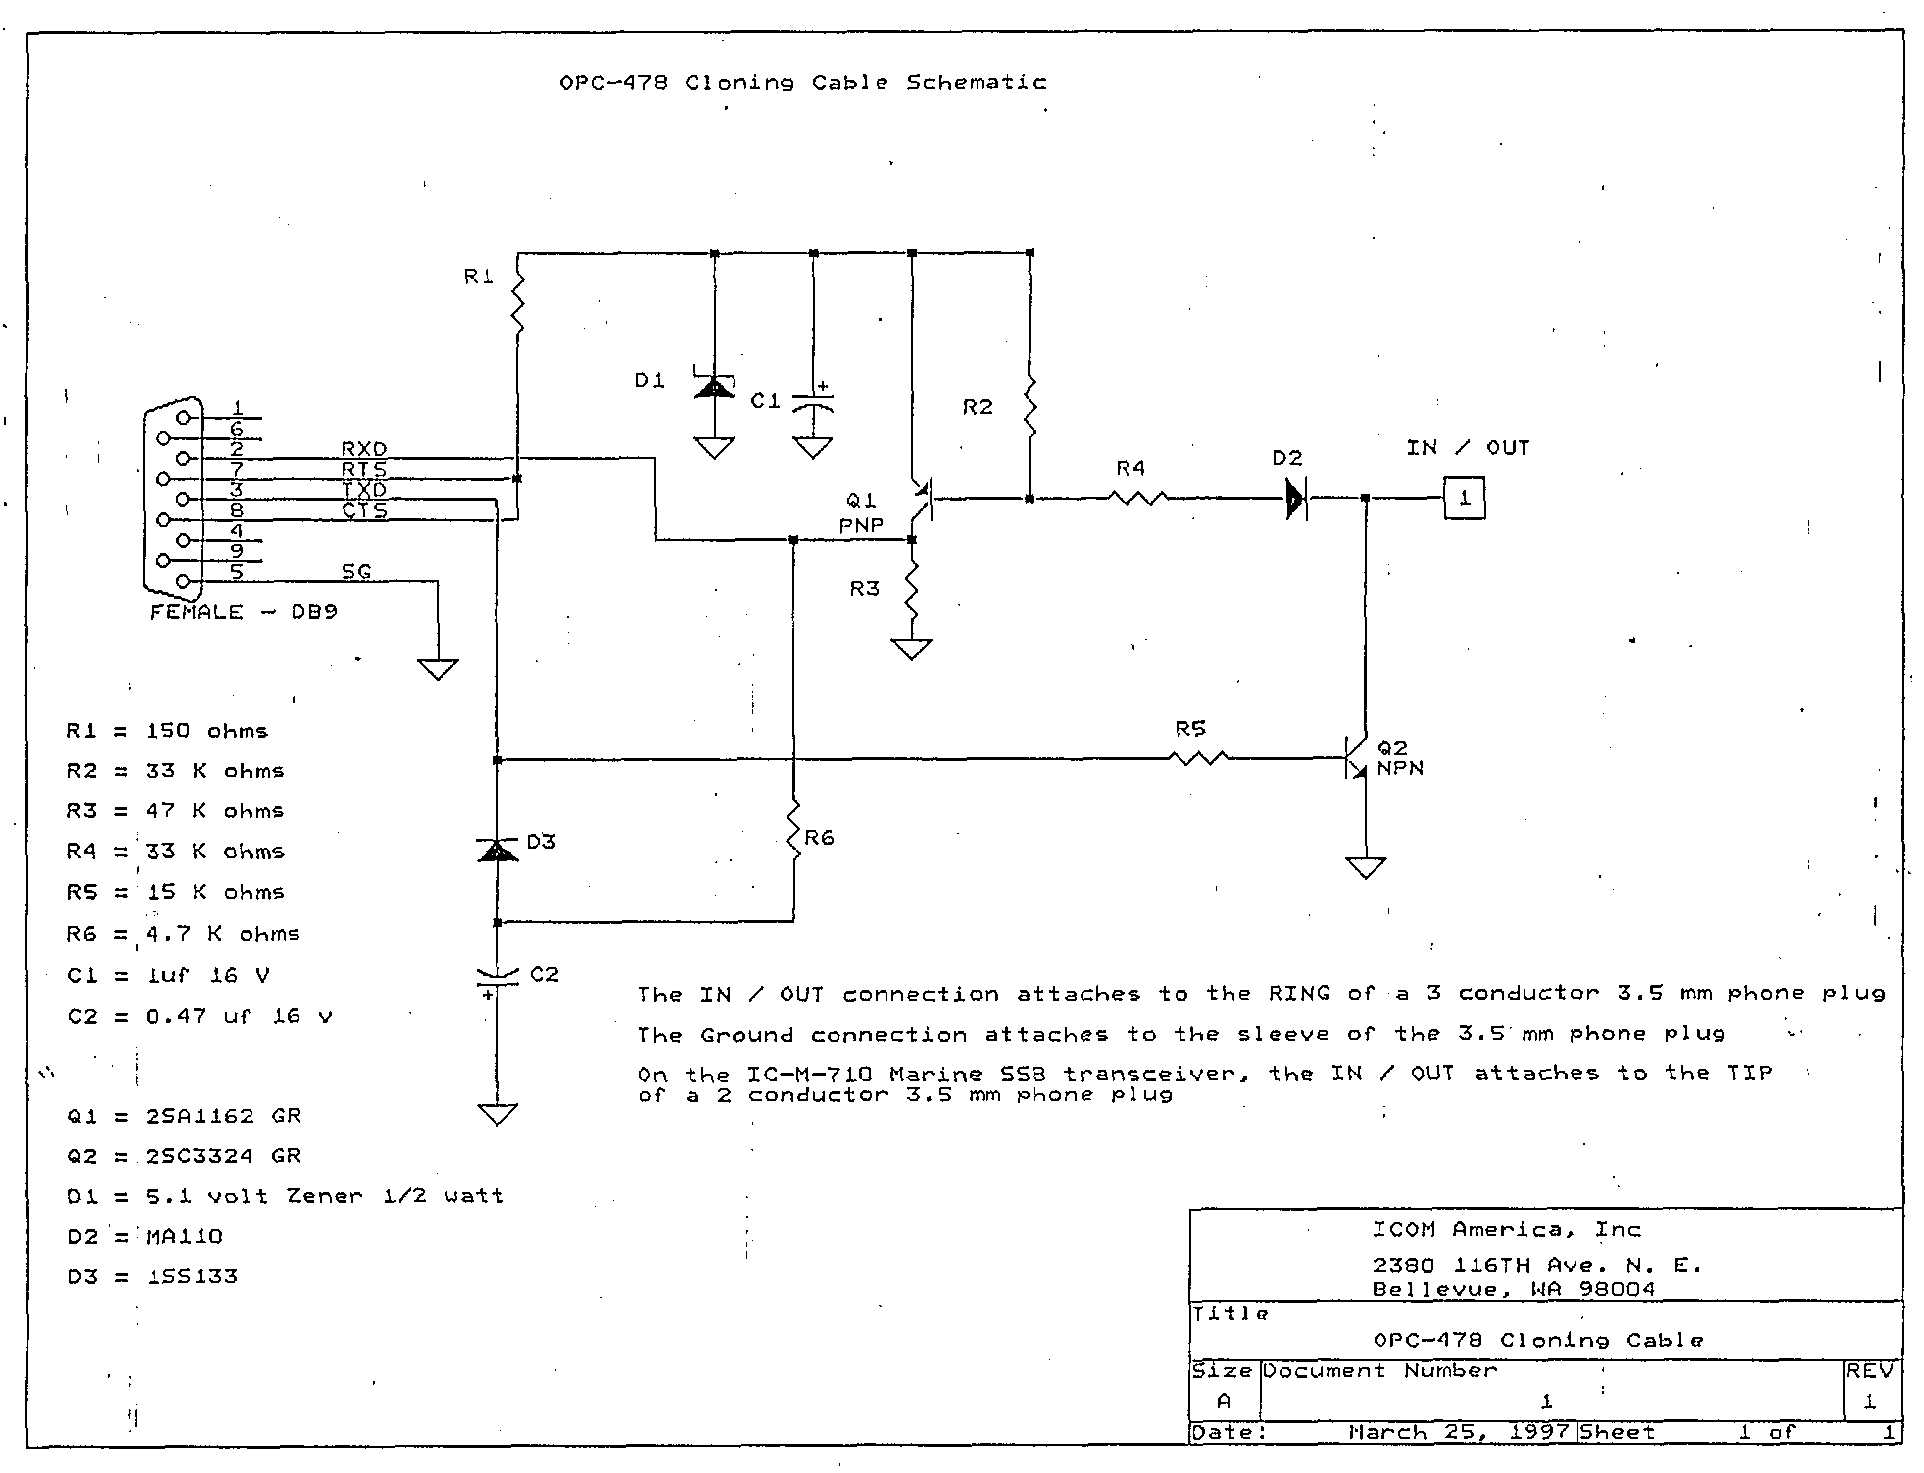 OPC-478 Cloning Cable Schematic
R1
D1
C1
+
R2
IN / OUT
1
6
2 RXD
7 RTS
3 TXD
8 CTS
4
9
5 SG
FEMALE - DB9
Q1
PNP
R4
D2
1
R3
R5
Q2
NPN
D3
R6
C2
+
R1 = 150 ohms
R2 = 33 K ohms
R3 = 47 K ohms
R4 = 33 K ohms
R5 = 15 K ohms
R6 = 4.7 K ohms
C1 = 1uf 16 V
C2 = 0.47 uf 16 v
Q1 = 2SA1162 GR
Q2 = 2SC3324 GR
D1 = 5.1 volt Zener 1/2 watt
D2 = MA110
D3 = 1SS133
The IN / OUT connection attaches to the RING of a 3 conductor 3.5 mm phone plug
The Ground connection attaches to the sleeve of the 3.5 mm phone plug
On the IC-M-710 Marine SSB transceiver, the IN / OUT attaches to the TIP
of a 2 conductor 3.5 mm phone plug
ICOM America, Inc
2380 116TH Ave. N. E.
Bellevue, WA 98004
Title
OPC-478 Cloning Cable
Size Document Number REV
A 1 1
Date: March 25, 1997 Sheet 1 of 1